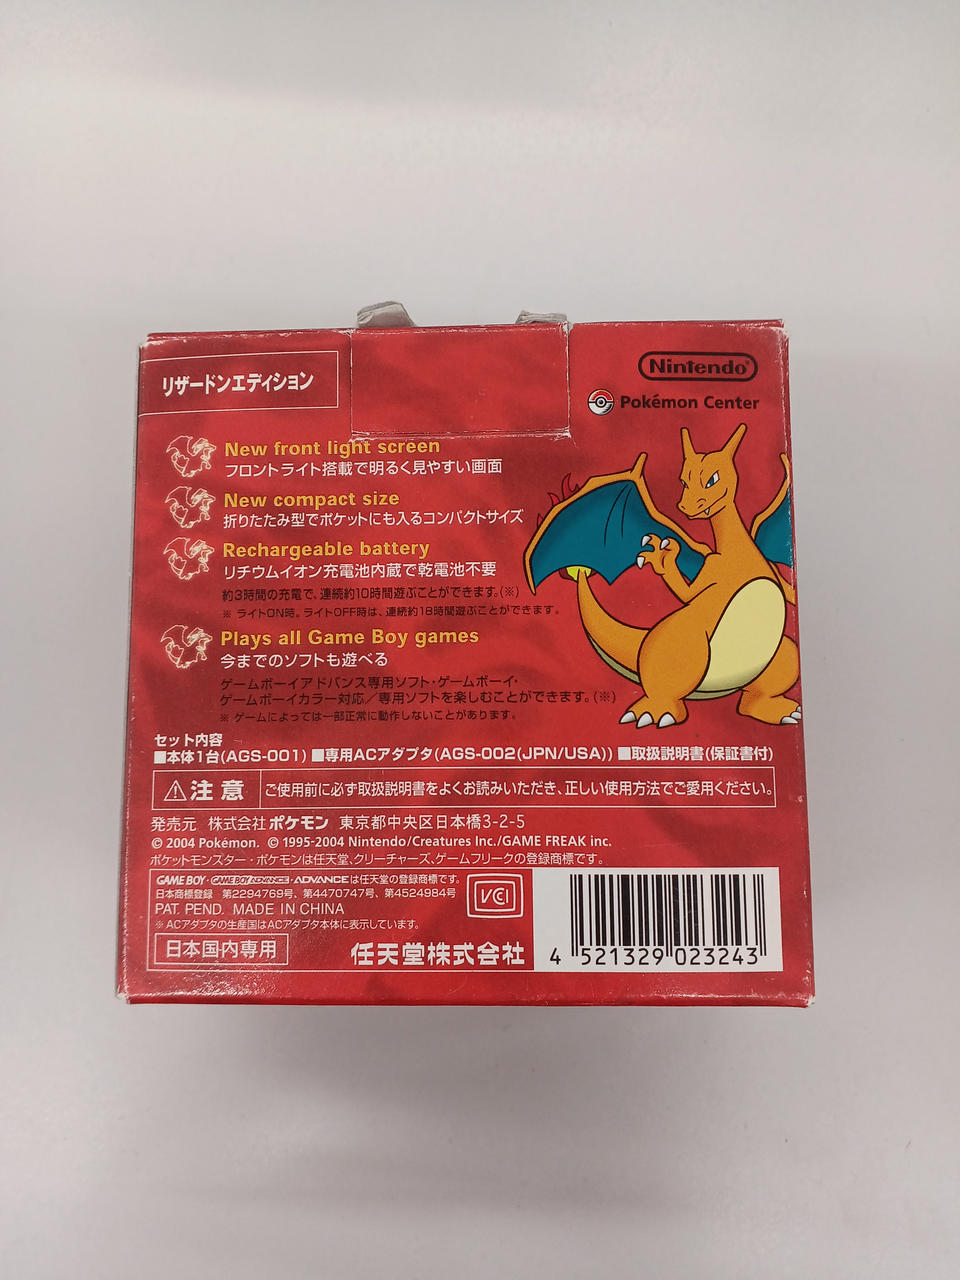 リザードンエディション
Nintendo®
Pokémon Center
New front light screen
フロントライト搭載で明るく見やすい画面
New compact size
折りたたみ型でポケットにも入るコンパクトサイズ
Rechargeable battery
リチウムイオン充電池内蔵で乾電池不要
約3時間の充電で、連続約10時間遊ぶことができます。(※)
※ ライトON時。ライトOFF時は、連続約18時間遊ぶことができます。
Plays all Game Boy games
今までのソフトも遊べる
ゲームボーイアドバンス専用ソフト・ゲームボーイ・
ゲームボーイカラー対応／専用ソフトを楽しむことができます。(※)
※ ゲームによっては一部正常に動作しないことがあります。
セット内容
■本体1台(AGS-001) ■専用ACアダプタ(AGS-002(JPN/USA)) ■取扱説明書(保証書付)
⚠注意 ご使用前に必ず取扱説明書をよくお読みいただき、正しい使用方法でご愛用ください。
発売元 株式会社ポケモン 東京都中央区日本橋3-2-5
© 2004 Pokémon. © 1995-2004 Nintendo/Creatures Inc./GAME FREAK inc.
ポケットモンスター・ポケモンは任天堂、クリーチャーズ、ゲームフリークの登録商標です。
GAME BOY・GAME BOY ADVANCE・ADVANCEは任天堂の登録商標です。
日本商標登録 第2294769号、第4470747号、第4524984号
PAT. PEND. MADE IN CHINA
※ ACアダプタの生産国はACアダプタ本体に表示しています。
VCI
日本国内専用
任天堂株式会社
4 521329 023243